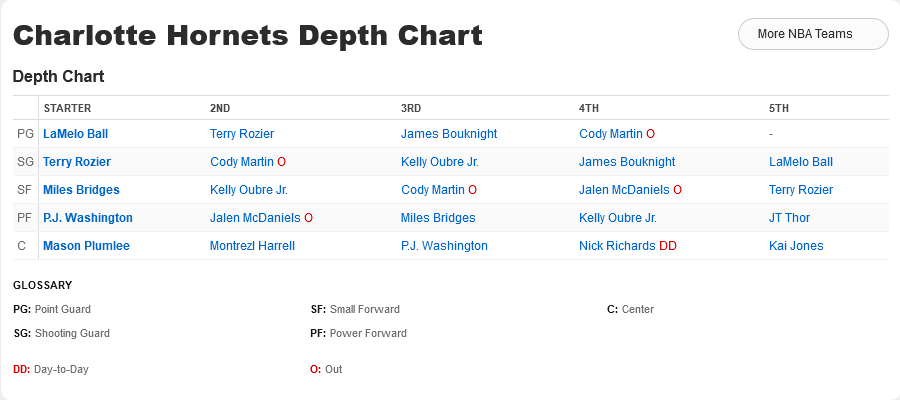 Charlotte Hornets Depth Chart
More NBA Teams
Depth Chart
STARTER 2ND 3RD 4TH 5TH
PG LaMelo Ball Terry Rozier James Bouknight Cody Martin O -
SG Terry Rozier Cody Martin O Kelly Oubre Jr. James Bouknight LaMelo Ball
SF Miles Bridges Kelly Oubre Jr. Cody Martin O Jalen McDaniels O Terry Rozier
PF P.J. Washington Jalen McDaniels O Miles Bridges Kelly Oubre Jr. JT Thor
C Mason Plumlee Montrezl Harrell P.J. Washington Nick Richards DD Kai Jones
GLOSSARY
PG: Point Guard SF: Small Forward C: Center
SG: Shooting Guard PF: Power Forward
DD: Day-to-Day O: Out